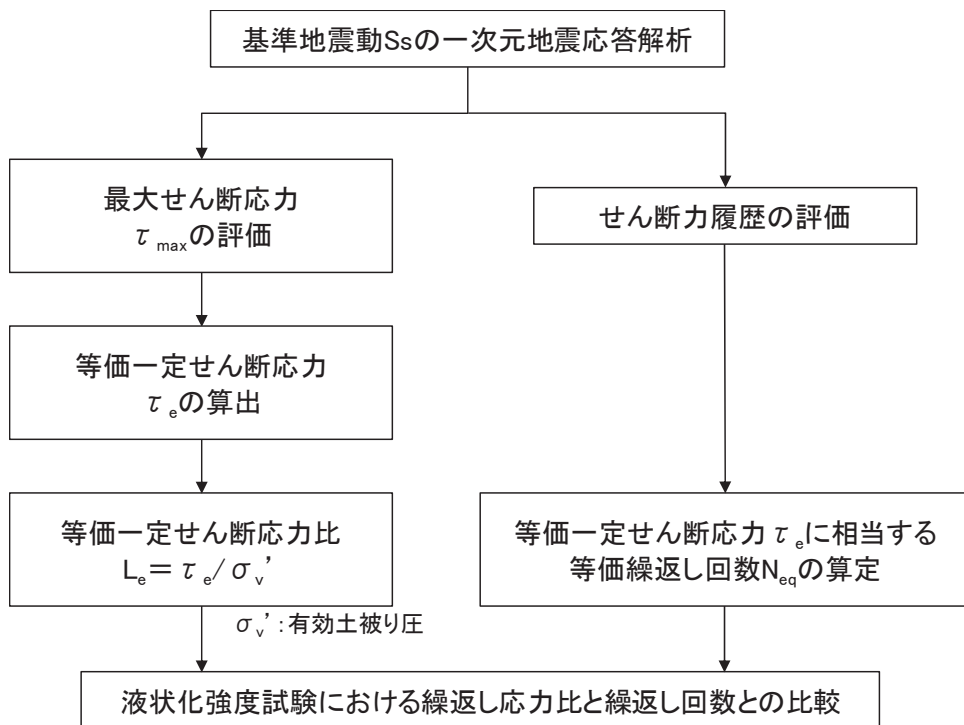 基準地震動Ssの一次元地震応答解析
最大せん断応力
τmaxの評価
せん断力履歴の評価
等価一定せん断応力
τeの算出
等価一定せん断応力比
Le=τe/σv’
等価一定せん断応力τeに相当する
等価繰返し回数Neqの算定
σv’:有効土被り圧
液状化強度試験における繰返し応力比と繰返し回数との比較